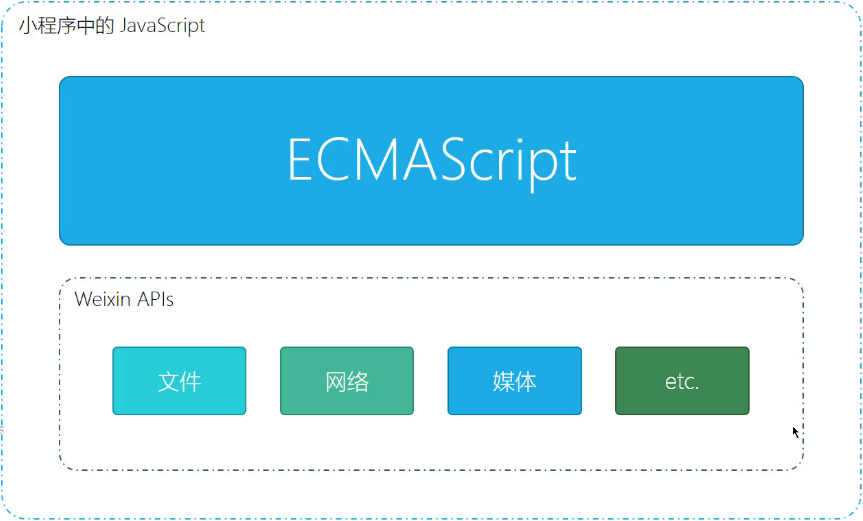 小程序中的 JavaScript
ECMAScript
Weixin APIs
文件
网络
媒体
etc.